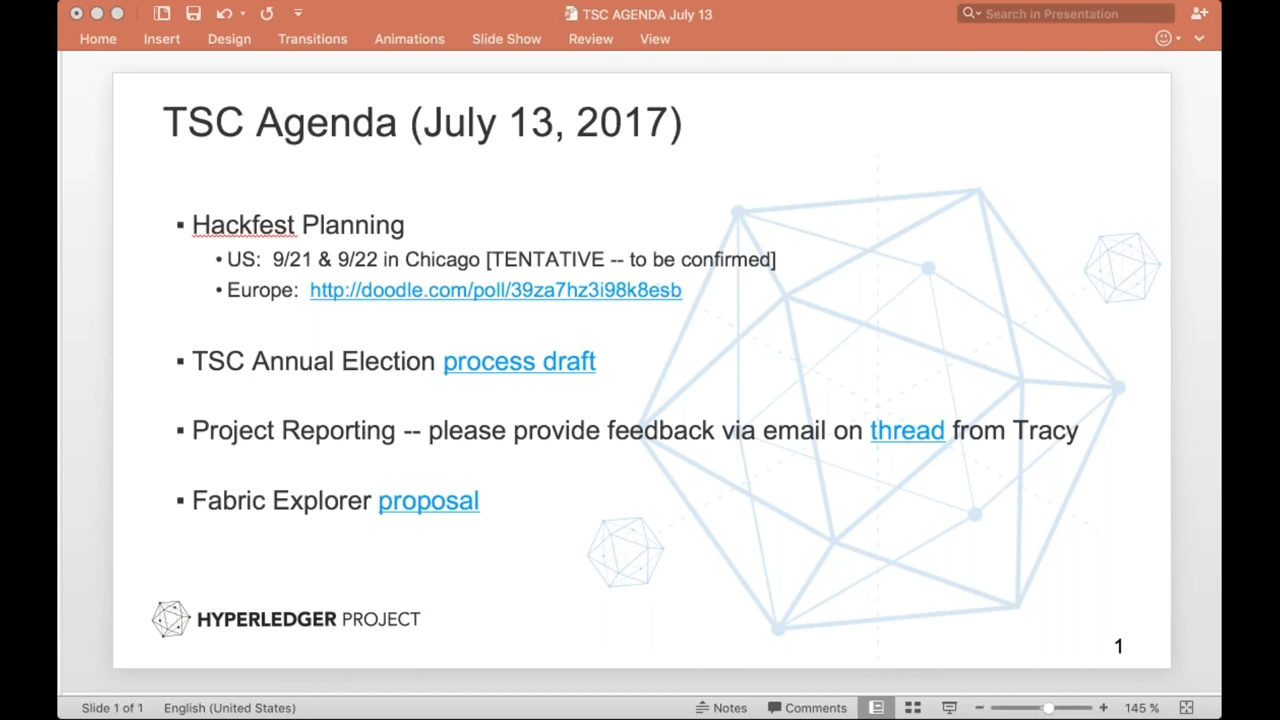 TSC AGENDA July 13
Search in Presentation
Home Insert Design Transitions Animations Slide Show Review View
TSC Agenda (July 13, 2017)
▪ Hackfest Planning
• US: 9/21 & 9/22 in Chicago [TENTATIVE -- to be confirmed]
• Europe: http://doodle.com/poll/39za7hz3i98k8esb
▪ TSC Annual Election process draft
▪ Project Reporting -- please provide feedback via email on thread from Tracy
▪ Fabric Explorer proposal
HYPERLEDGER PROJECT
1
Slide 1 of 1 English (United States) Notes Comments 145 %